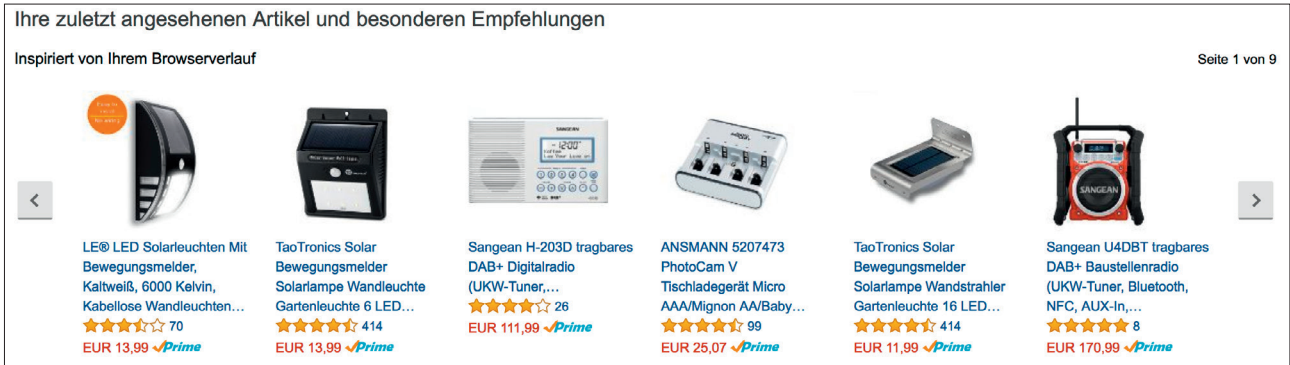 Ihre zuletzt angesehenen Artikel und besonderen Empfehlungen
Inspiriert von Ihrem Browserverlauf
Seite 1 von 9
SANGEAN
12:00
SANGEAN
LE® LED Solarleuchten Mit
Bewegungsmelder,
Kaltweiß, 6000 Kelvin,
Kabellose Wandleuchten…
70
EUR 13,99 Prime
TaoTronics Solar
Bewegungsmelder
Solarlampe Wandleuchte
Gartenleuchte 6 LED…
414
EUR 13,99 Prime
Sangean H-203D tragbares
DAB+ Digitalradio
(UKW-Tuner,…
26
EUR 111,99 Prime
ANSMANN 5207473
PhotoCam V
Tischladegerät Micro
AAA/Mignon AA/Baby…
99
EUR 25,07 Prime
TaoTronics Solar
Bewegungsmelder
Solarlampe Wandstrahler
Gartenleuchte 16 LED…
414
EUR 11,99 Prime
Sangean U4DBT tragbares
DAB+ Baustellenradio
(UKW-Tuner, Bluetooth,
NFC, AUX-In,…
8
EUR 170,99 Prime